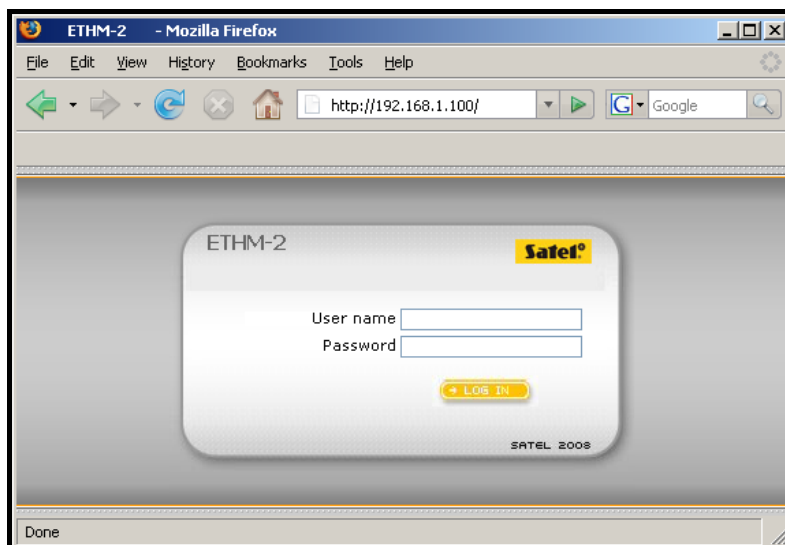 ETHM-2 - Mozilla Firefox
File Edit View History Bookmarks Tools Help
http://192.168.1.100/ G Google
ETHM-2
Satel
User name
Password
LOG IN
SATEL 2008
Done